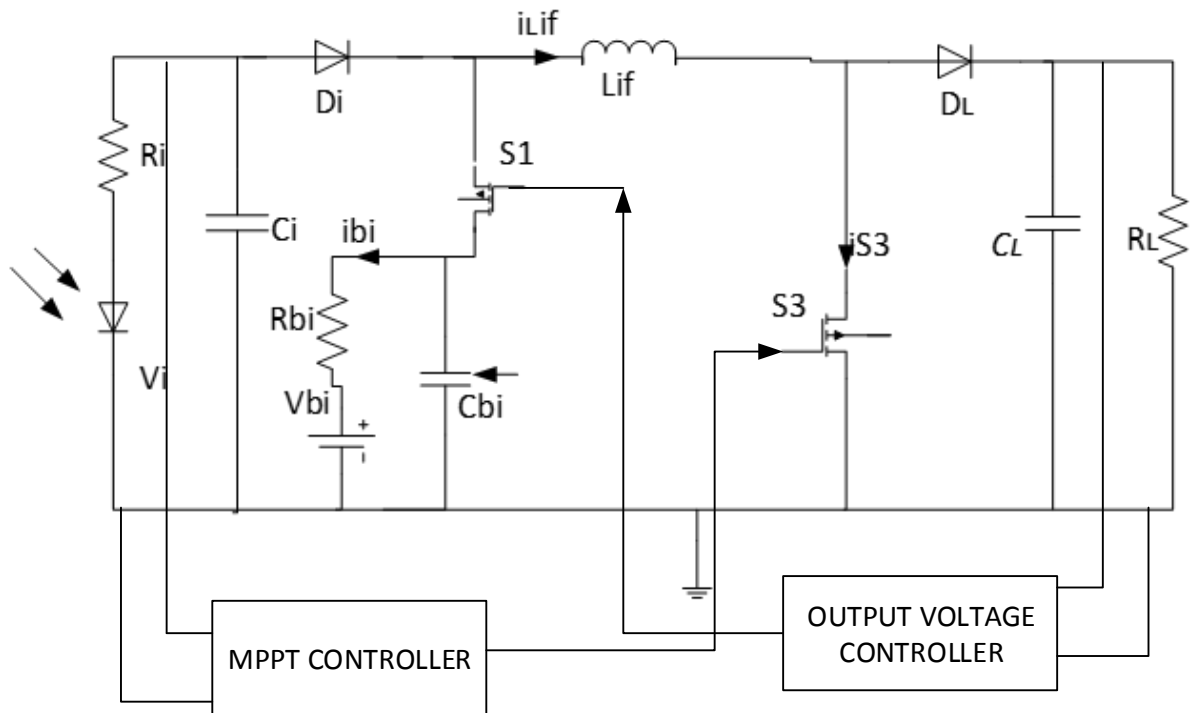 iLif
Lif
Di
DL
Ri
S1
Ci
ibi
iS3
CL
RL
Rbi
S3
Vi
Vbi
Cbi
+
-
MPPT CONTROLLER
OUTPUT VOLTAGE
CONTROLLER